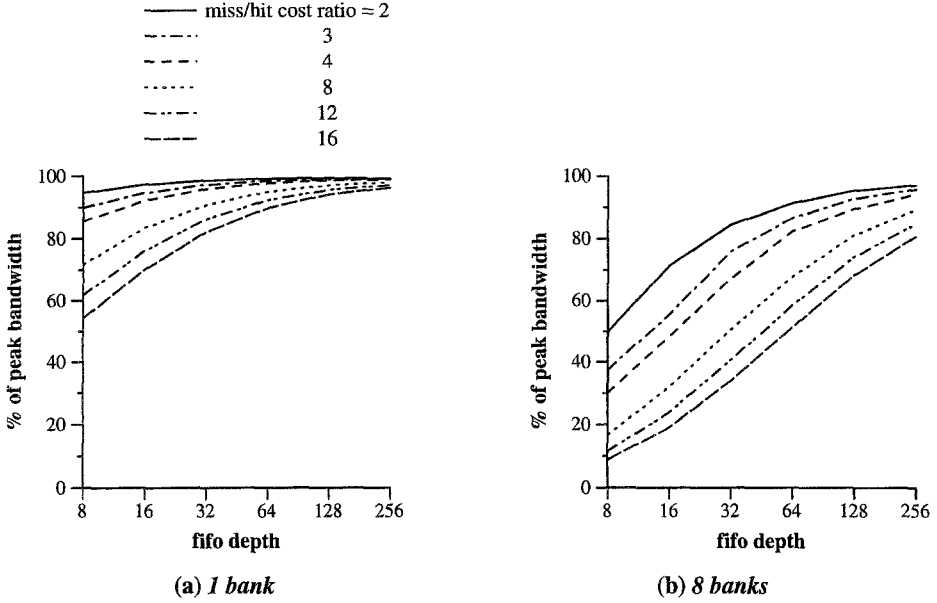 miss/hit cost ratio = 2
3
4
8
12
16
% of peak bandwidth
100
80
60
40
20
0
8 16 32 64 128 256
fifo depth
(a) 1 bank
% of peak bandwidth
100
80
60
40
20
0
8 16 32 64 128 256
fifo depth
(b) 8 banks